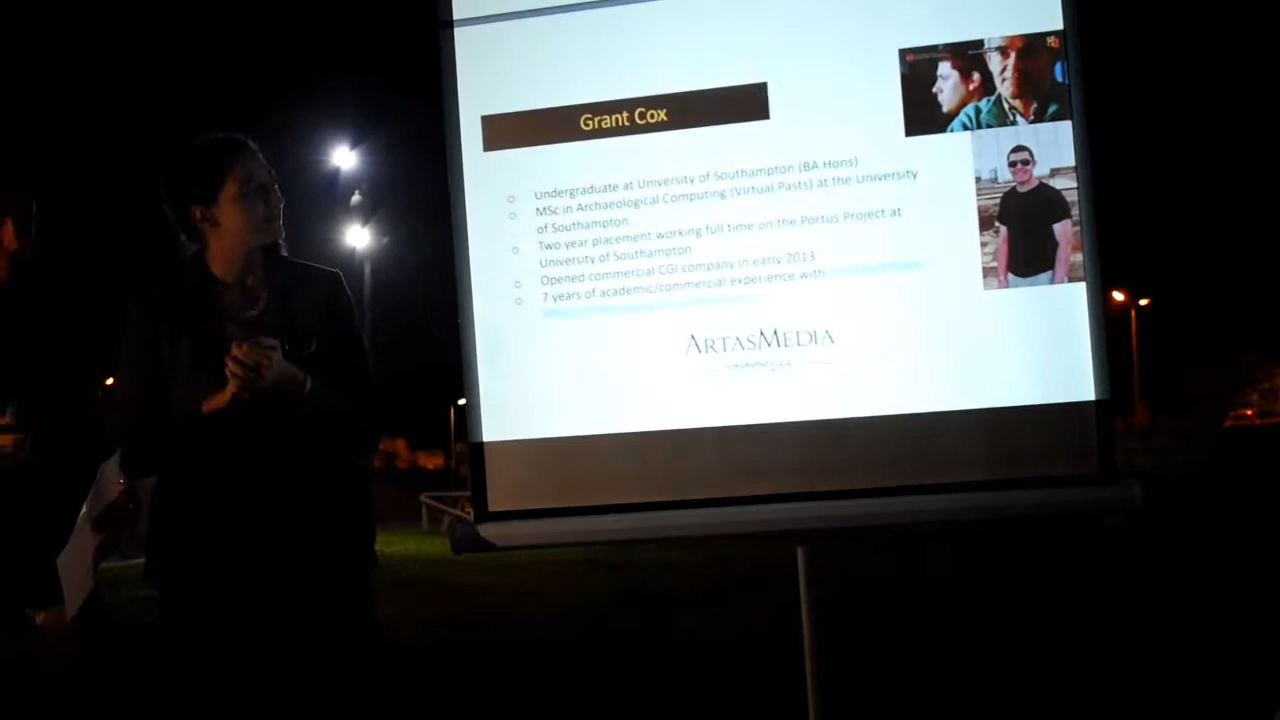 Grant Cox
Undergraduate at University of Southampton (BA Hons)
MSc in Archaeological Computing (Virtual Pasts) at the University
of Southampton
Two year placement working full time on the Portus Project at
University of Southampton
Opened commercial CGI company in early 2013
7 years of academic/commercial experience with
ARTASMEDIA